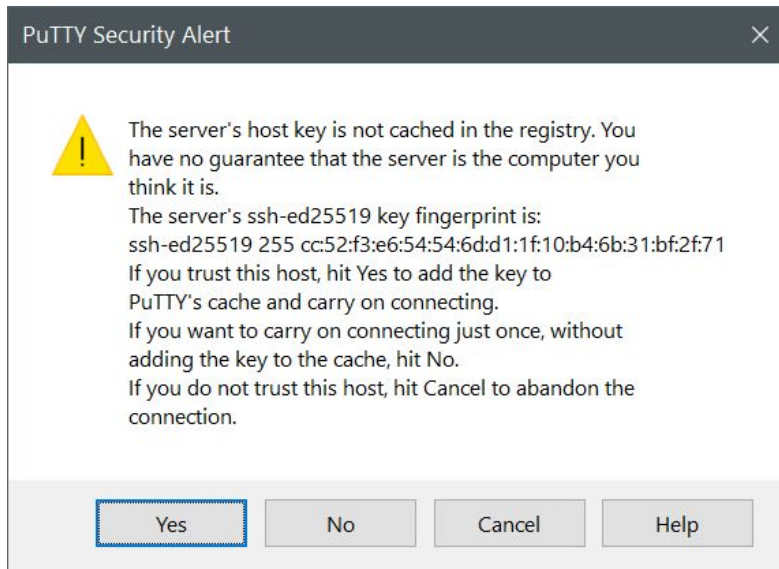 PuTTY Security Alert
The server's host key is not cached in the registry. You
have no guarantee that the server is the computer you
think it is.
The server's ssh-ed25519 key fingerprint is:
ssh-ed25519 255 cc:52:f3:e6:54:54:6d:d1:1f:10:b4:6b:31:bf:2f:71
If you trust this host, hit Yes to add the key to
PuTTY's cache and carry on connecting.
If you want to carry on connecting just once, without
adding the key to the cache, hit No.
If you do not trust this host, hit Cancel to abandon the
connection.
Yes No Cancel Help